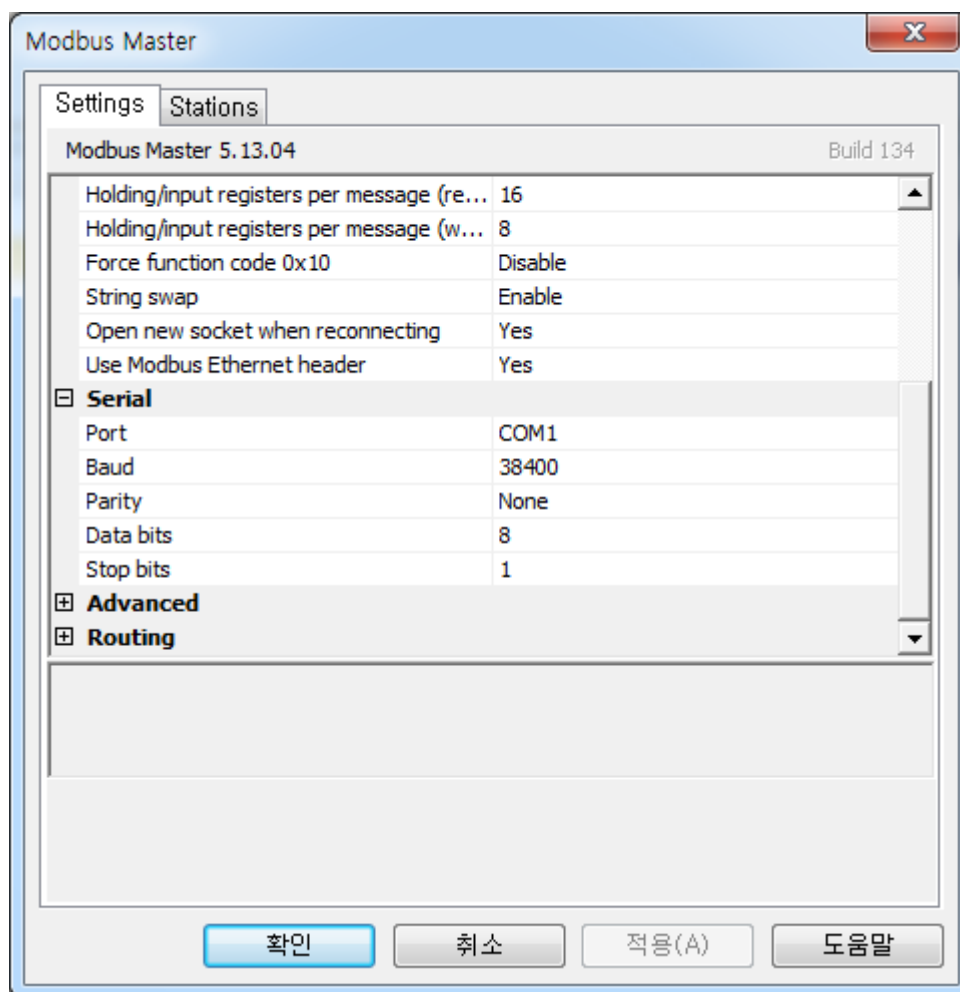 Modbus Master
Settings Stations
Modbus Master 5.13.04 Build 134
Holding/input registers per message (re... 16
Holding/input registers per message (w... 8
Force function code 0x10 Disable
String swap Enable
Open new socket when reconnecting Yes
Use Modbus Ethernet header Yes
Serial
Port COM1
Baud 38400
Parity None
Data bits 8
Stop bits 1
Advanced
Routing
확인 취소 적용(A) 도움말